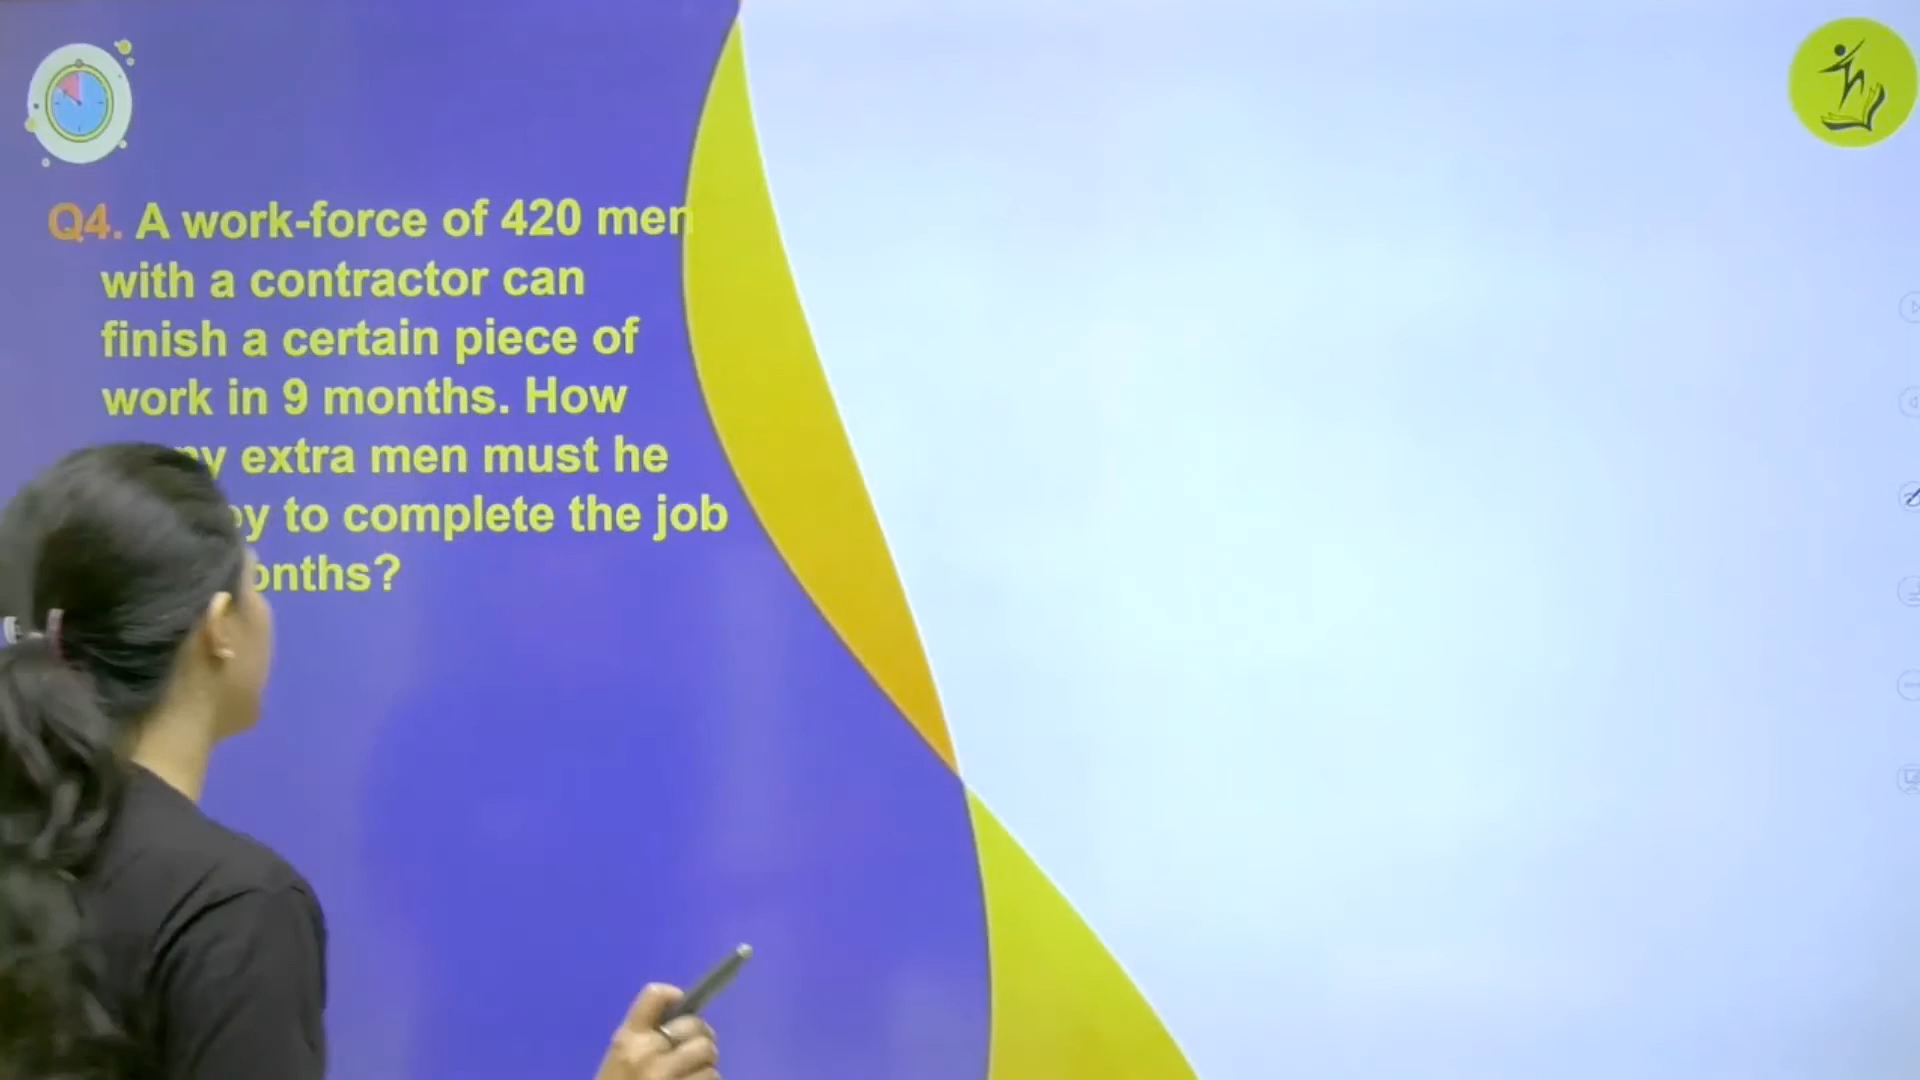 Q4. A work-force of 420 men
with a contractor can
finish a certain piece of
work in 9 months. How
extra men must he
to complete the job